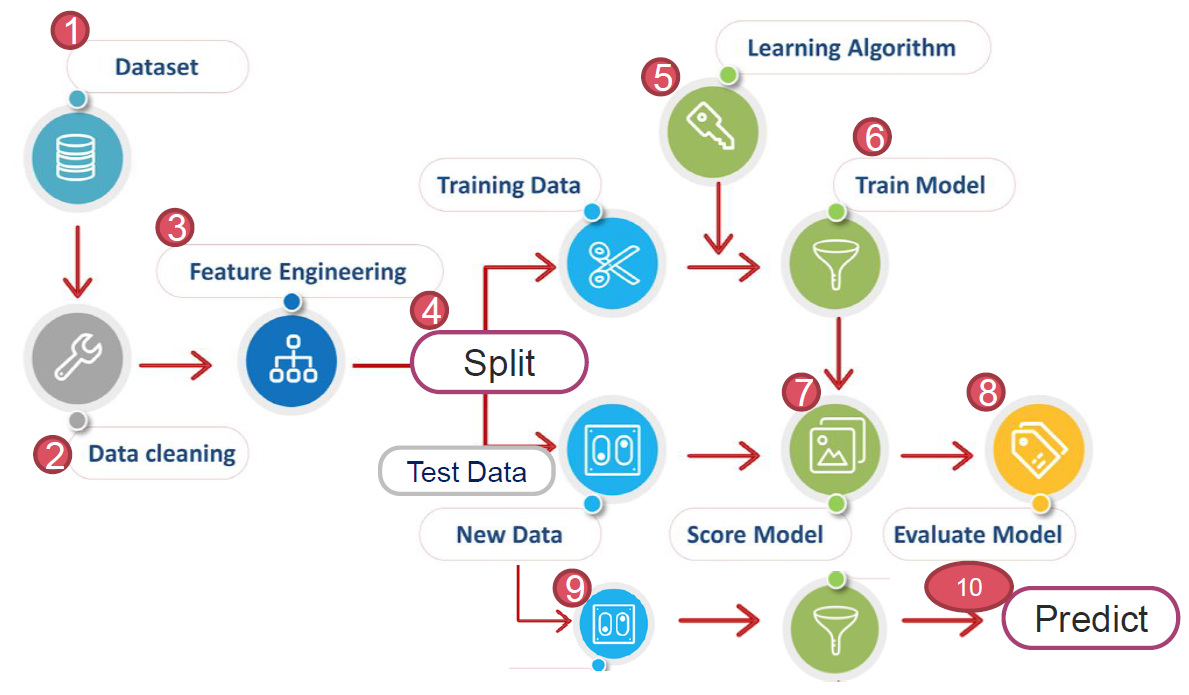 1
Dataset
2
Data cleaning
3
Feature Engineering
4
Split
Training Data
Test Data
New Data
5
Learning Algorithm
6
Train Model
7
Score Model
8
Evaluate Model
9
10
Predict